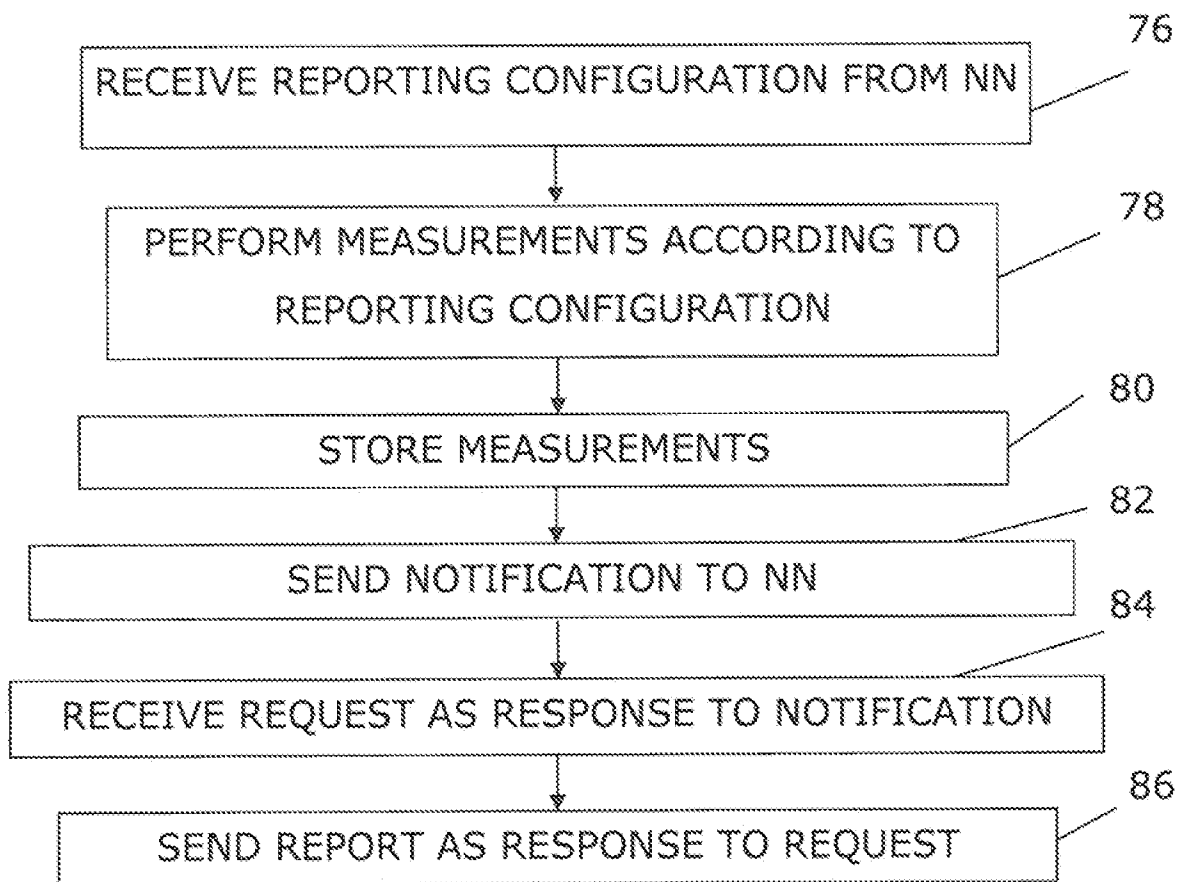 76
RECEIVE REPORTING CONFIGURATION FROM NN
78
PERFORM MEASUREMENTS ACCORDING TO
REPORTING CONFIGURATION
80
STORE MEASUREMENTS
82
SEND NOTIFICATION TO NN
84
RECEIVE REQUEST AS RESPONSE TO NOTIFICATION
86
SEND REPORT AS RESPONSE TO REQUEST